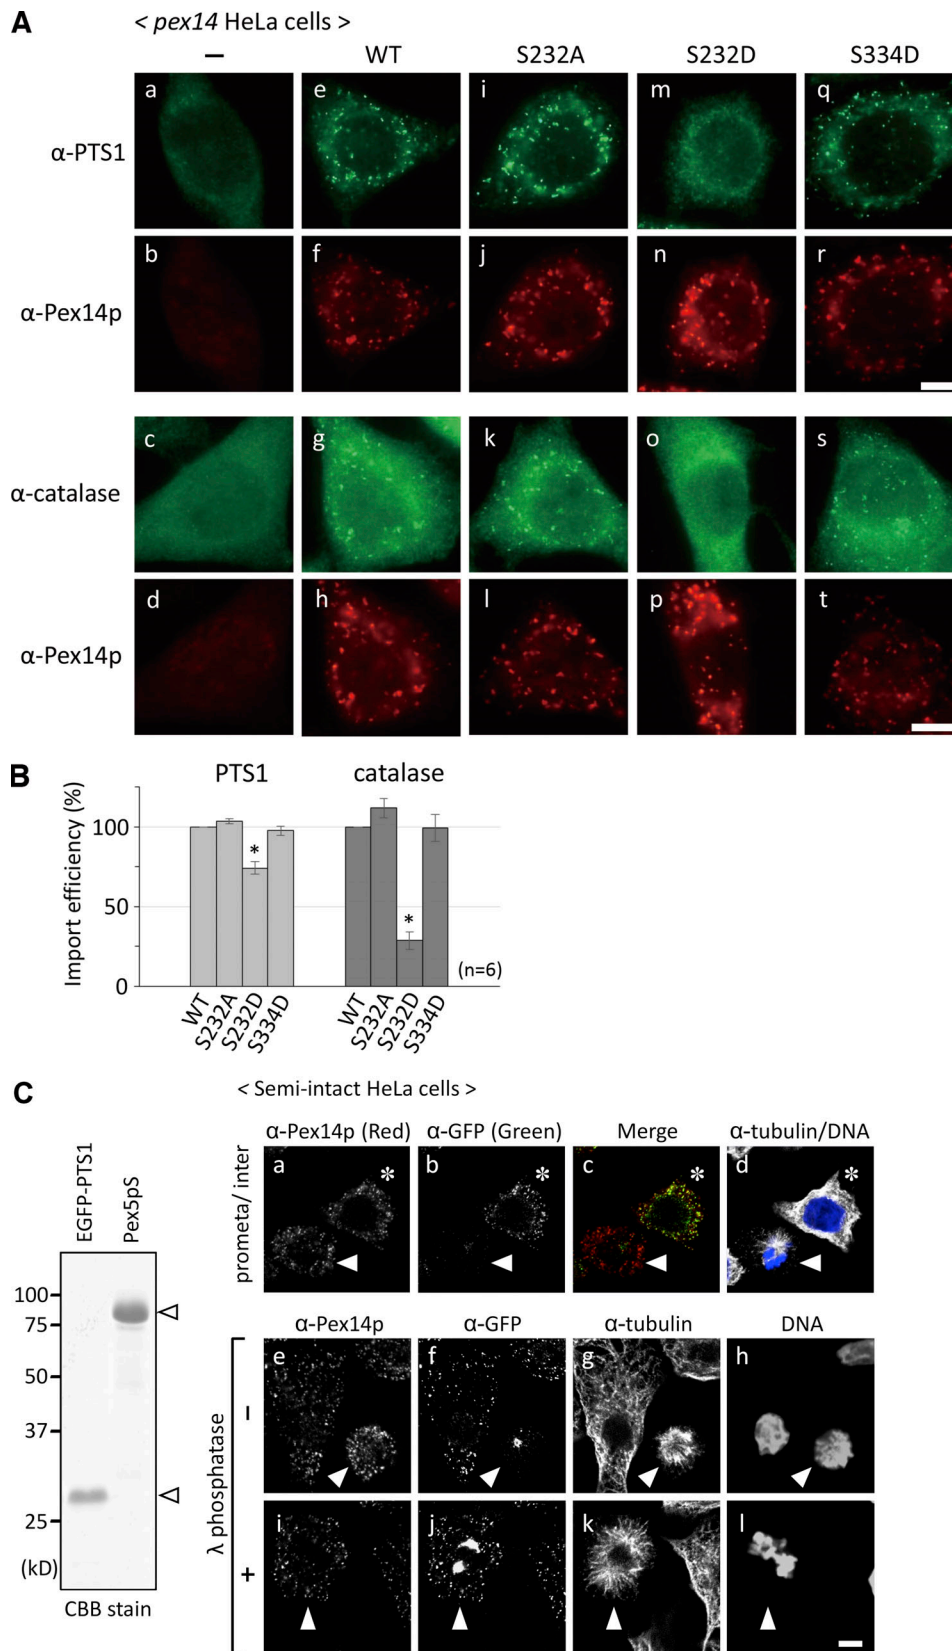 A
< pex14 HeLa cells >
– WT S232A S232D S334D
a e i m q
α-PTS1
b f j n r
α-Pex14p
c g k o s
α-catalase
d h l p t
α-Pex14p
B
PTS1 catalase
Import efficiency (%)
100
50
0
* *
(n=6)
WT S232A S232D S334D WT S232A S232D S334D
C
< Semi-intact HeLa cells >
EGFP-PTS1 Pex5pS
100
75
50
37
25
(kD)
CBB stain
α-Pex14p (Red) α-GFP (Green) Merge α-tubulin/DNA
prometa/ inter
a * b * c * d *
α-Pex14p α-GFP α-tubulin DNA
λ phosphatase
–
e f g h
+
i j k l